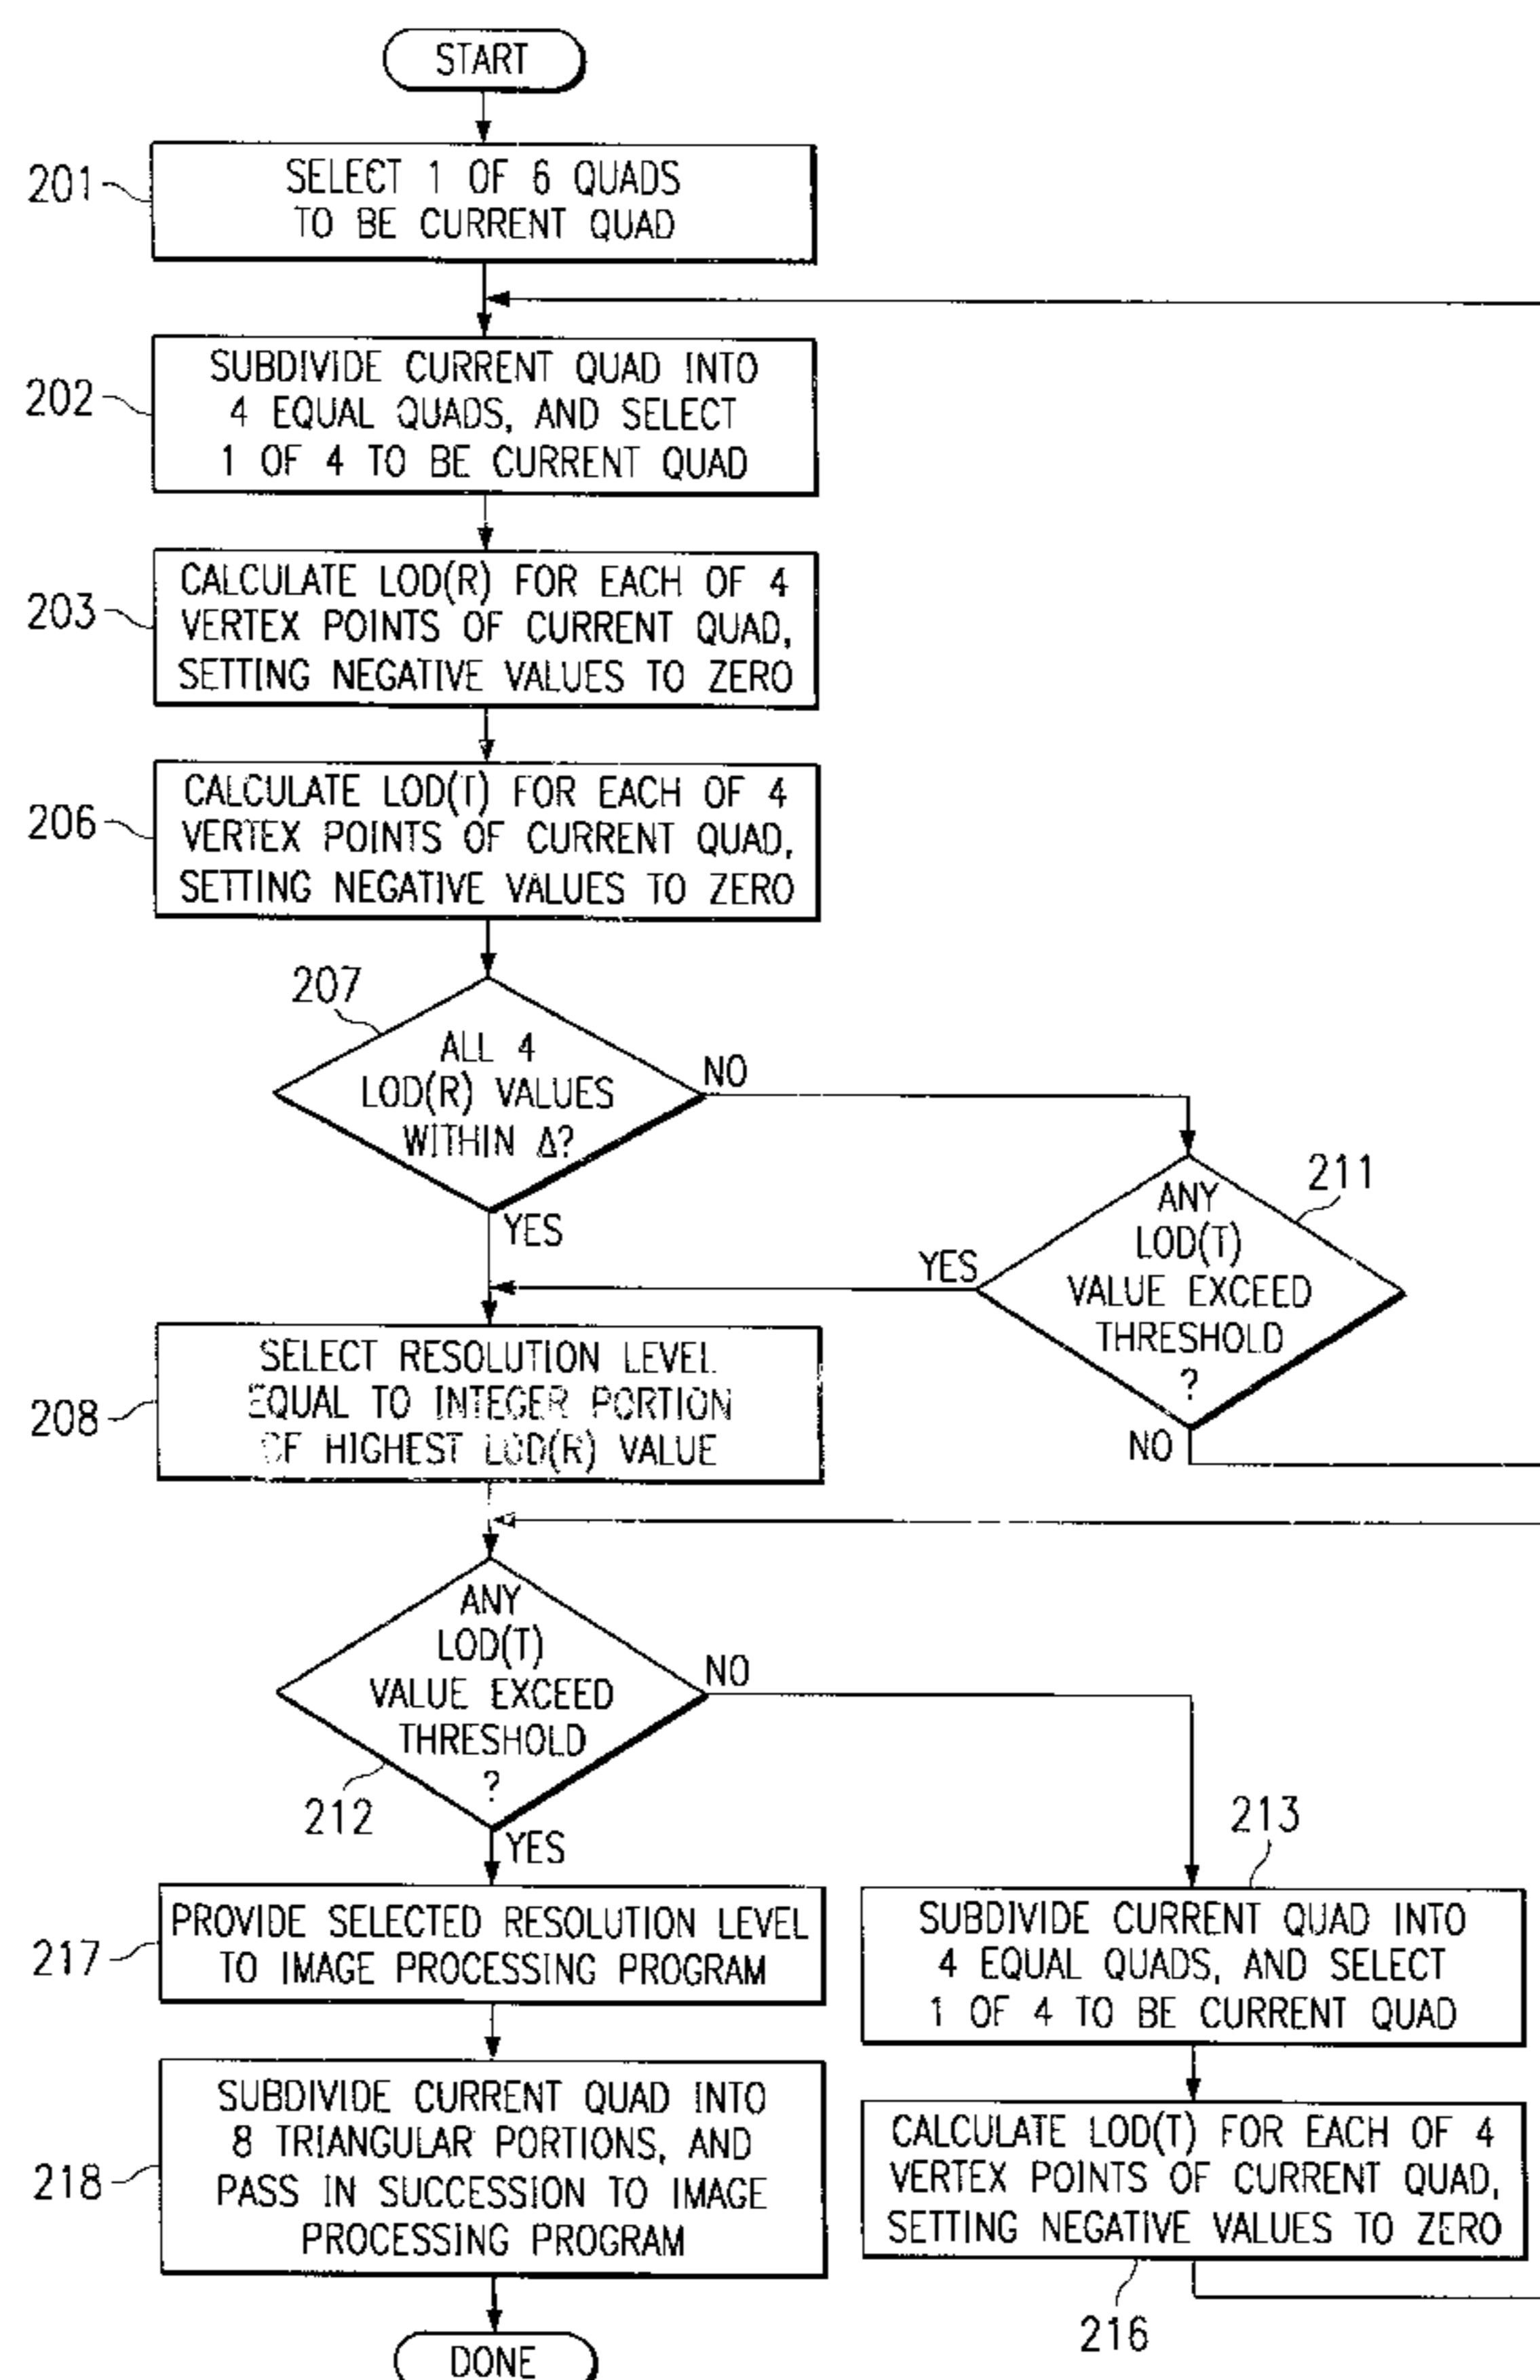 START
201
SELECT 1 OF 6 QUADS
TO BE CURRENT QUAD
202
SUBDIVIDE CURRENT QUAD INTO
4 EQUAL QUADS, AND SELECT
1 OF 4 TO BE CURRENT QUAD
203
CALCULATE LOD(R) FOR EACH OF 4
VERTEX POINTS OF CURRENT QUAD,
SETTING NEGATIVE VALUES TO ZERO
206
CALCULATE LOD(T) FOR EACH OF 4
VERTEX POINTS OF CURRENT QUAD,
SETTING NEGATIVE VALUES TO ZERO
207
ALL 4
LOD(R) VALUES
WITHIN Δ?
NO
YES
211
ANY
LOD(T)
VALUE EXCEED
THRESHOLD
?
YES
NO
208
SELECT RESOLUTION LEVEL
EQUAL TO INTEGER PORTION
OF HIGHEST LOD(R) VALUE
ANY
LOD(T)
VALUE EXCEED
THRESHOLD
?
NO
212
YES
213
217
PROVIDE SELECTED RESOLUTION LEVEL
TO IMAGE PROCESSING PROGRAM
SUBDIVIDE CURRENT QUAD INTO
4 EQUAL QUADS, AND SELECT
1 OF 4 TO BE CURRENT QUAD
218
SUBDIVIDE CURRENT QUAD INTO
8 TRIANGULAR PORTIONS, AND
PASS IN SUCCESSION TO IMAGE
PROCESSING PROGRAM
CALCULATE LOD(T) FOR EACH OF 4
VERTEX POINTS OF CURRENT QUAD,
SETTING NEGATIVE VALUES TO ZERO
216
DONE